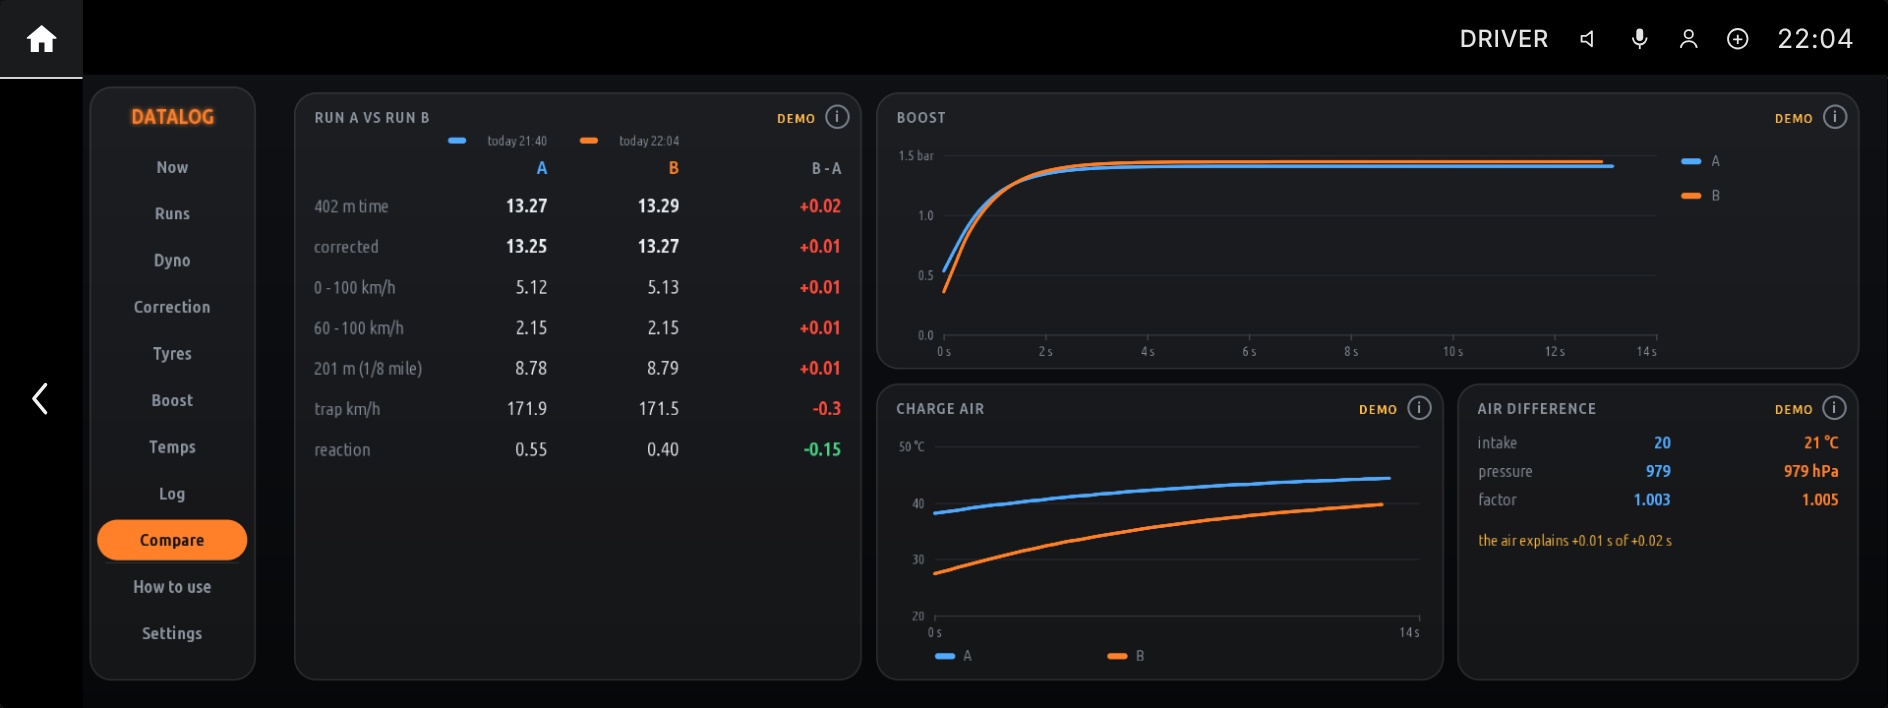 DRIVER 22:04
DATALOG
Now
Runs
Dyno
Correction
Tyres
Boost
Temps
Log
Compare
How to use
Settings
RUN A VS RUN B DEMO i
today 21:40 today 22:04
A B B - A
402 m time 13.27 13.29 +0.02
corrected 13.25 13.27 +0.01
0 - 100 km/h 5.12 5.13 +0.01
60 - 100 km/h 2.15 2.15 +0.01
201 m (1/8 mile) 8.78 8.79 +0.01
trap km/h 171.9 171.5 -0.3
reaction 0.55 0.40 -0.15
BOOST DEMO i
1.5 bar
1.0
0.5
0.0
0 s 2 s 4 s 6 s 8 s 10 s 12 s 14 s
A
B
CHARGE AIR DEMO i
50 °C
40
30
20
0 s 14 s
A B
AIR DIFFERENCE DEMO i
intake 20 21 °C
pressure 979 979 hPa
factor 1.003 1.005
the air explains +0.01 s of +0.02 s